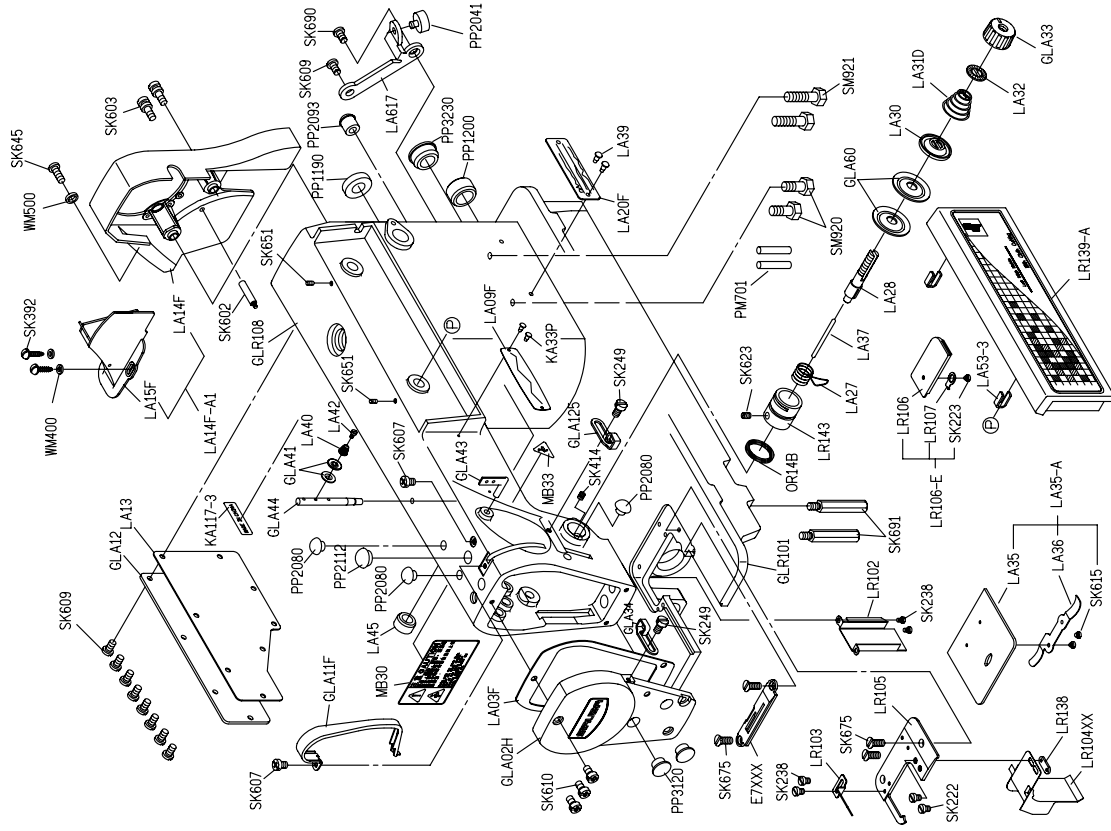 SK690
PP2041
SK609
LA617
SK603
SK645
WM500
PP2093
PP3230
PP1200
PP1190
LA39
LA20F
SM921
SM920
PM701
GLA33
LA31D
LA32
LA30
GLA60
LA28
LA37
LA27
SK623
LR143
OR14B
LR139-A
LA53-3
P
LR106
LR107
SK223
LR106-E
LA14F
SK602
GLR108
SK651
LA09F
P
KA33P
SK651
SK392
WM400
LA15F
LA14F-A1
SK249
GLA125
SK414
PP2080
MB33
GLA43
SK607
LA42
LA40
GLA41
GLA44
KA117-3
LA13
GLA12
SK609
PP2080
PP2112
PP2080
LA45
MB30
GLA11F
SK607
LA03F
GLA02H
SK610
PP3120
GLA34
SK249
GLR101
SK691
LR102
SK238
LA35-A
LA35
LA36
SK615
SK675
E7XXX
LR105
SK675
LR103
SK238
SK222
LR138
LR104XX